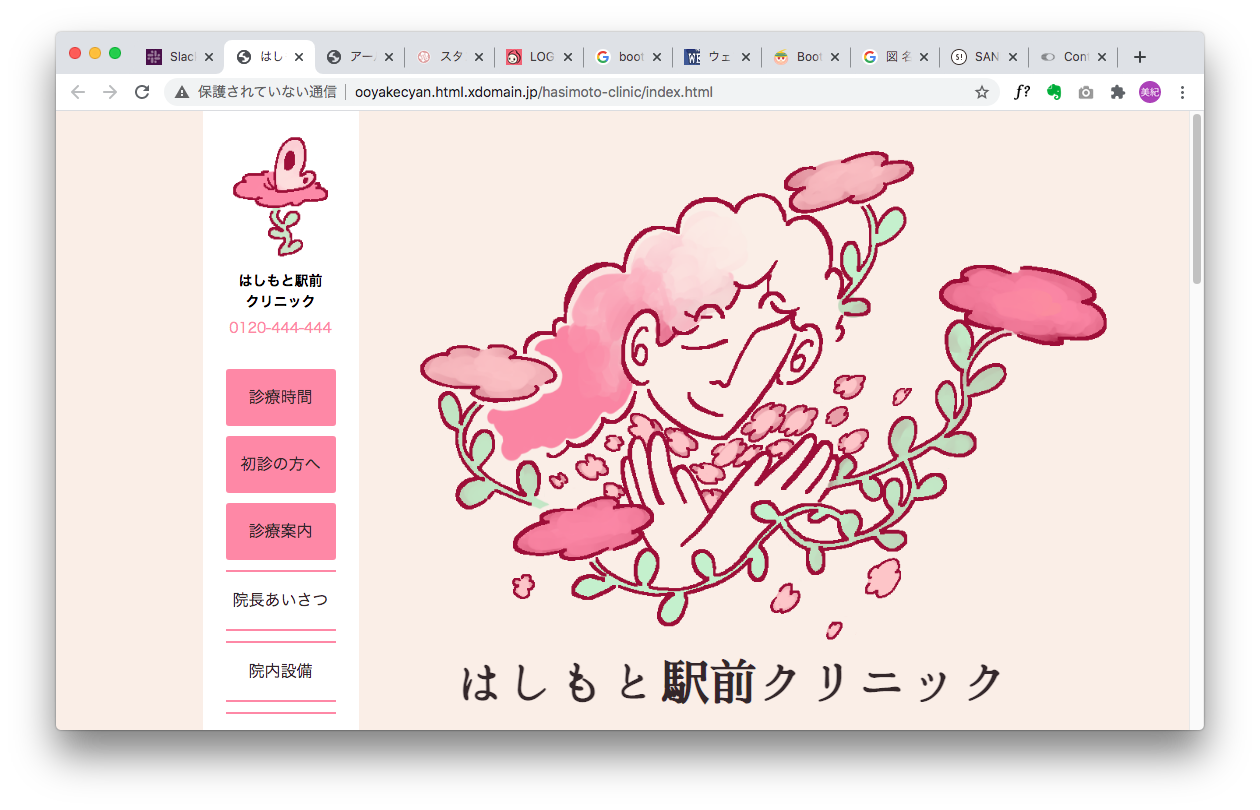 Slac
はし
アー
スタ
LOG
boot
ウェ
Boot
図 名
SAN
Cont
保護されていない通信
ooyakecyan.html.xdomain.jp/hasimoto-clinic/index.html
f?
美紀
はしもと駅前
クリニック
0120-444-444
診療時間
初診の方へ
診療案内
院長あいさつ
院内設備
はしもと駅前クリニック